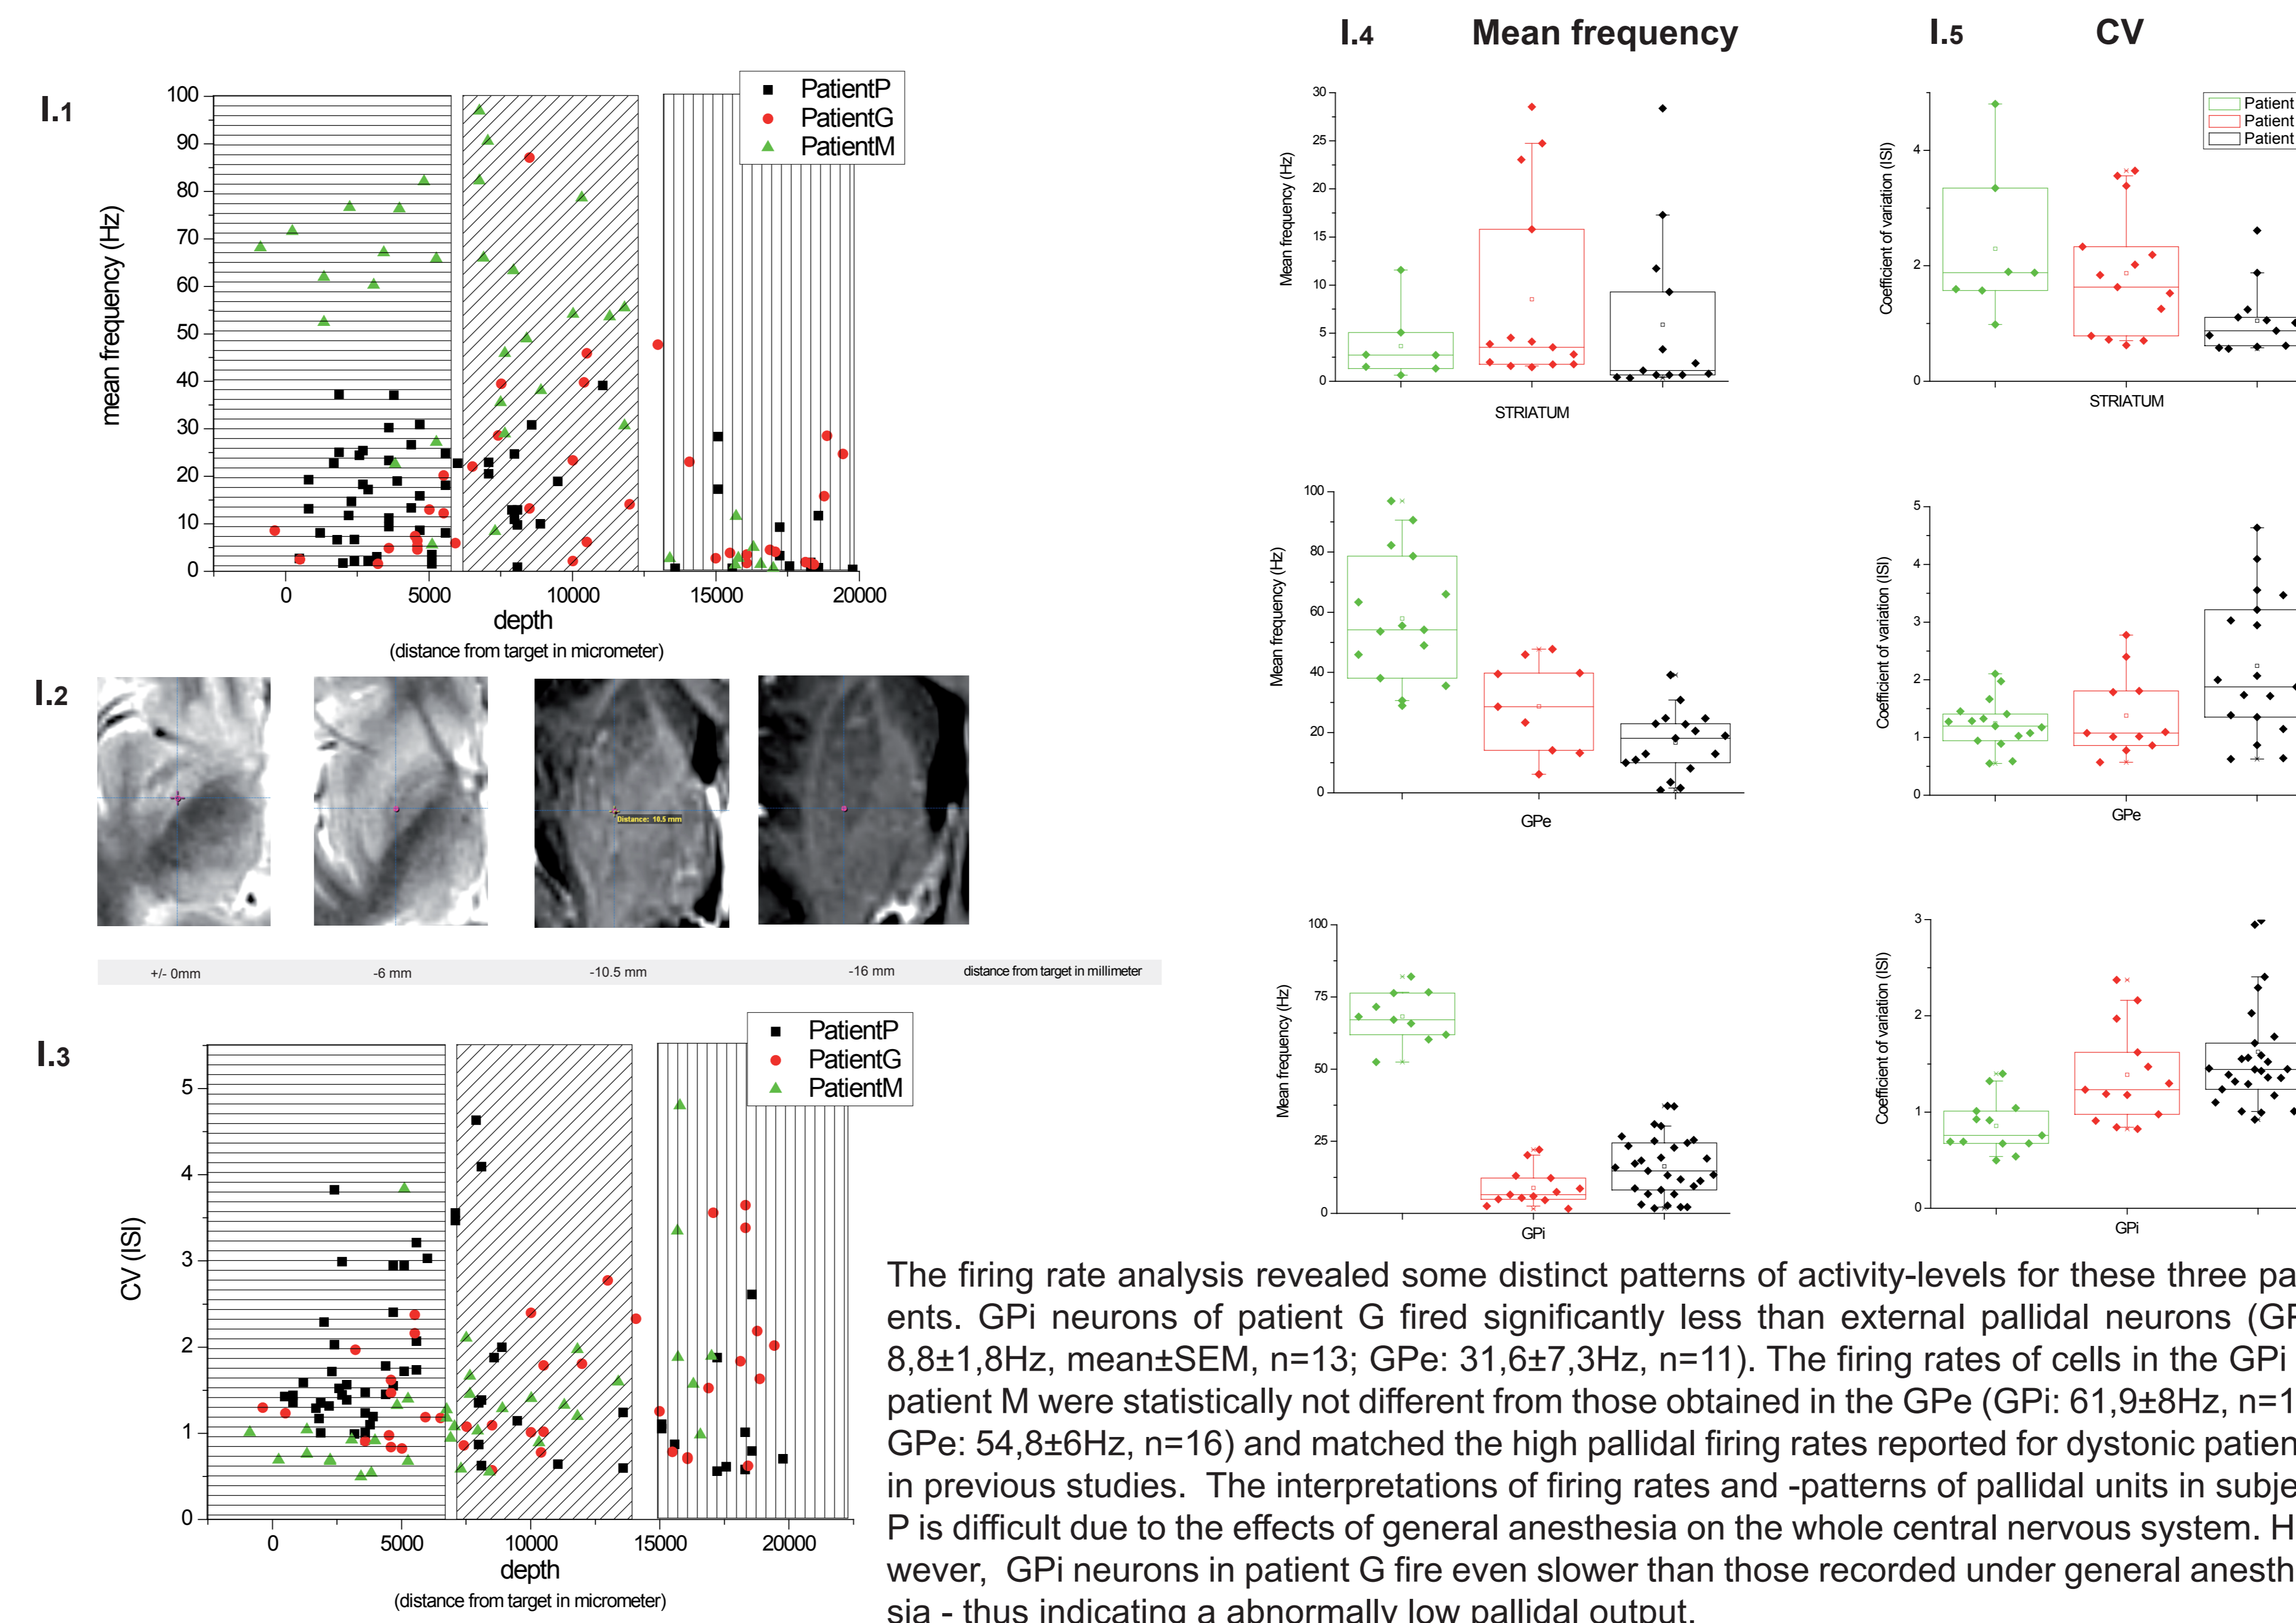 I.1
PatientP
PatientG
PatientM
100
90
80
70
60
50
40
30
20
10
0
mean frequency (Hz)
0 5000 10000 15000 20000
depth
(distance from target in micrometer)
I.2
Distance: 10.5 mm
+/- 0mm -6 mm -10.5 mm -16 mm distance from target in millimeter
I.3
PatientP
PatientG
PatientM
5
4
3
2
1
0
CV (ISI)
0 5000 10000 15000 20000
depth
(distance from target in micrometer)
I.4 Mean frequency
30
25
20
15
10
5
0
Mean frequency (Hz)
STRIATUM
100
80
60
40
20
0
Mean frequency (Hz)
GPe
100
75
50
25
0
Mean frequency (Hz)
GPi
I.5 CV
Patient
Patient
Patient
4
2
0
Coefficient of variation (ISI)
STRIATUM
5
4
3
2
1
0
Coefficient of variation (ISI)
GPe
3
2
1
0
Coefficient of variation (ISI)
GPi
The firing rate analysis revealed some distinct patterns of activity-levels for these three pa
ents. GPi neurons of patient G fired significantly less than external pallidal neurons (GP
8,8±1,8Hz, mean±SEM, n=13; GPe: 31,6±7,3Hz, n=11). The firing rates of cells in the GPi
patient M were statistically not different from those obtained in the GPe (GPi: 61,9±8Hz, n=1
GPe: 54,8±6Hz, n=16) and matched the high pallidal firing rates reported for dystonic patien
in previous studies. The interpretations of firing rates and -patterns of pallidal units in subje
P is difficult due to the effects of general anesthesia on the whole central nervous system. H
wever, GPi neurons in patient G fire even slower than those recorded under general anesth
sia - thus indicating a abnormally low pallidal output.